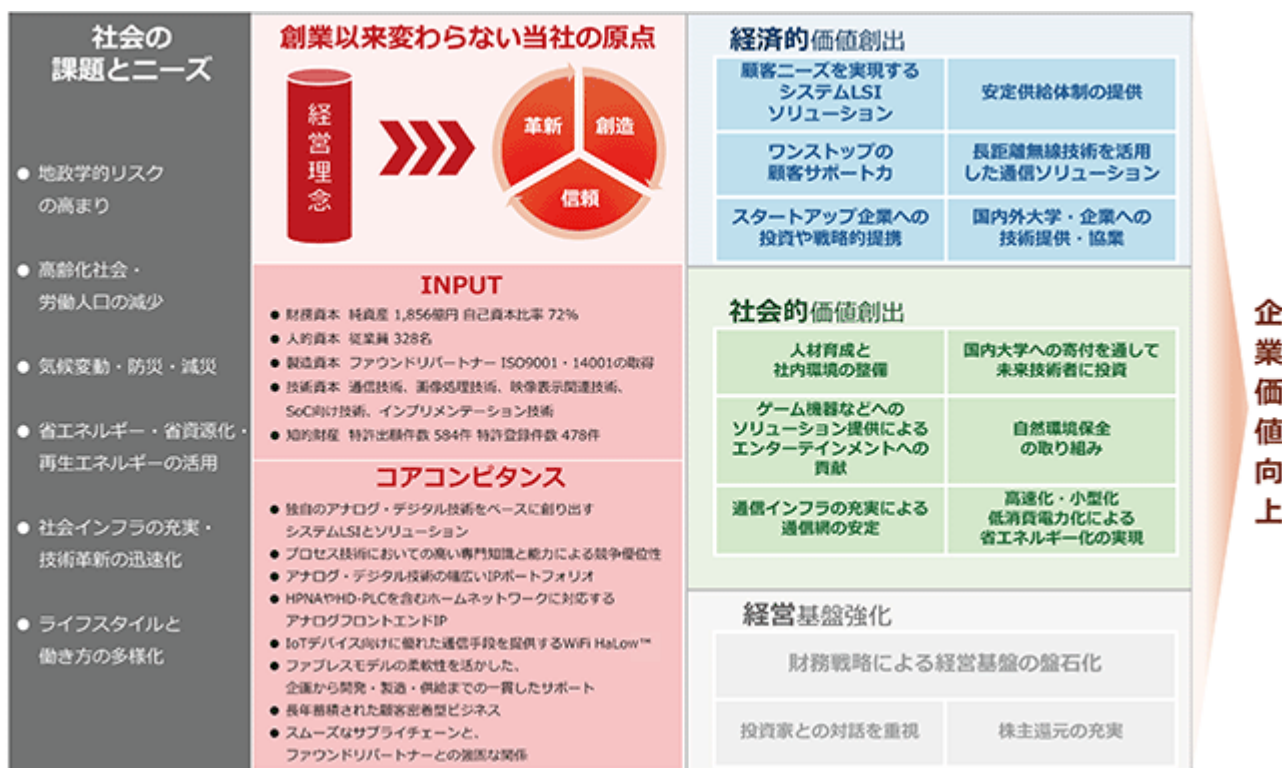 社会の
課題とニーズ
● 地政学的リスク
の高まり
● 高齢化社会・
労働人口の減少
● 気候変動・防災・減災
● 省エネルギー・省資源化・
再生エネルギーの活用
● 社会インフラの充実・
技術革新の迅速化
● ライフスタイルと
働き方の多様化
創業以来変わらない当社の原点
経営理念
革新
創造
信頼
INPUT
● 財務資本 純資産 1,856億円 自己資本比率 72%
● 人的資本 従業員 328名
● 製造資本 ファウンドリパートナー ISO9001・14001の取得
● 技術資本 通信技術、画像処理技術、映像表示関連技術、
SoC向け技術、インプリメンテーション技術
● 知的財産 特許出願件数 584件 特許登録件数 478件
コアコンピタンス
● 独自のアナログ・デジタル技術をベースに創り出す
システムLSIとソリューション
● プロセス技術においての高い専門知識と能力による競争優位性
● アナログ・デジタル技術の幅広いIPポートフォリオ
● HPNAやHD-PLCを含むホームネットワークに対応する
アナログフロントエンドIP
● IoTデバイス向けに優れた通信手段を提供するWiFi HaLow™
● ファブレスモデルの柔軟性を活かした、
企画から開発・製造・供給までの一貫したサポート
● 長年蓄積された顧客密着型ビジネス
● スムーズなサプライチェーンと、
ファウンドリパートナーとの強固な関係
経済的価値創出
顧客ニーズを実現する
システムLSI
ソリューション
安定供給体制の提供
ワンストップの
顧客サポート力
長距離無線技術を活用
した通信ソリューション
スタートアップ企業への
投資や戦略的提携
国内外大学・企業への
技術提供・協業
社会的価値創出
人材育成と
社内環境の整備
国内大学への寄付を通して
未来技術者に投資
ゲーム機器などへの
ソリューション提供による
エンターテインメントへの
貢献
自然環境保全
の取り組み
通信インフラの充実による
通信網の安定
高速化・小型化
低消費電力化による
省エネルギー化の実現
経営基盤強化
財務戦略による経営基盤の盤石化
投資家との対話を重視
株主還元の充実
企業価値向上